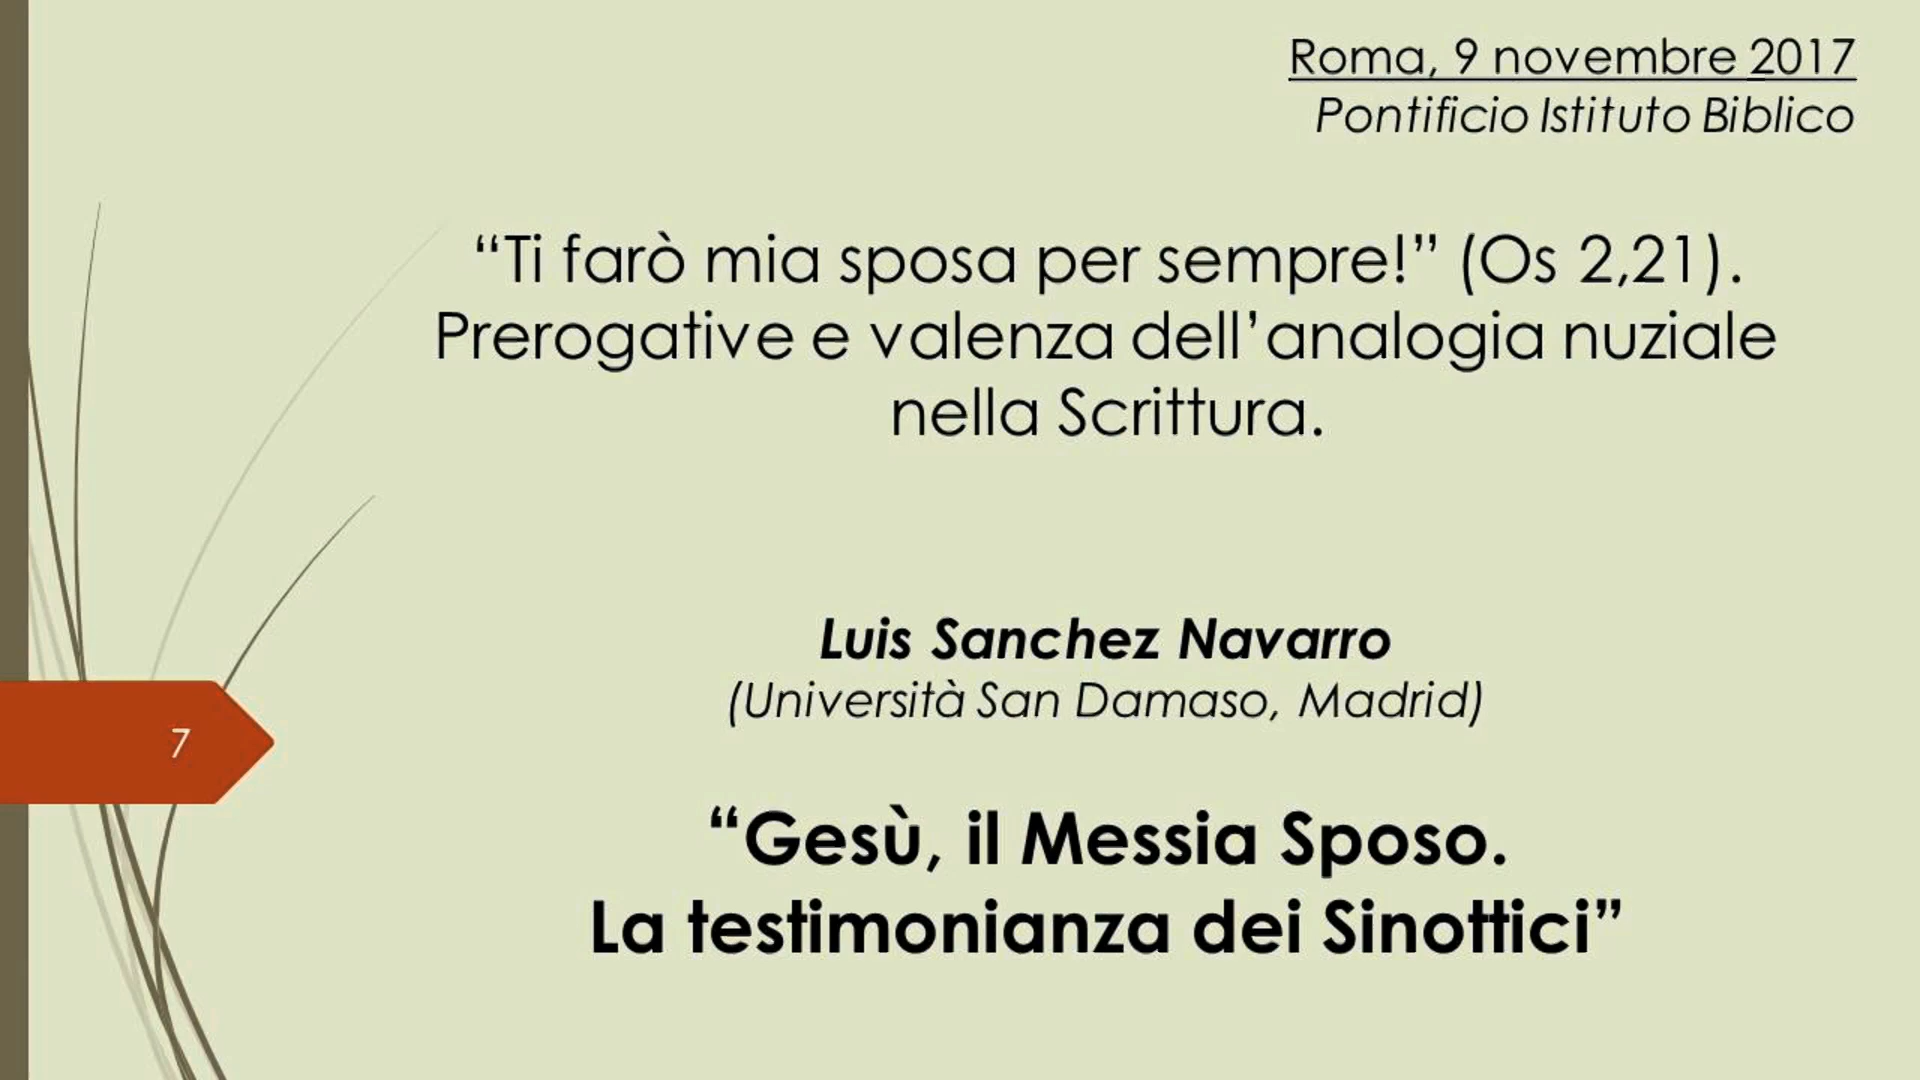 Roma, 9 novembre 2017
Pontificio Istituto Biblico
“Ti farò mia sposa per sempre!” (Os 2,21).
Prerogative e valenza dell’analogia nuziale
nella Scrittura.
Luis Sanchez Navarro
(Università San Damaso, Madrid)
7
“Gesù, il Messia Sposo.
La testimonianza dei Sinottici”